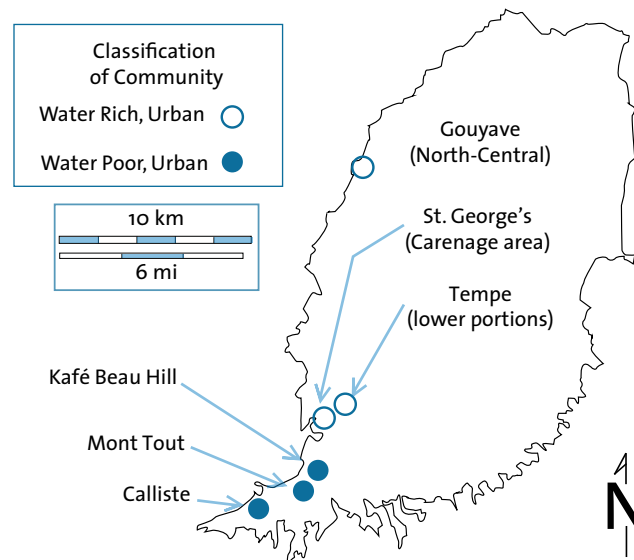 Classification
of Community
Water Rich, Urban
Water Poor, Urban
10 km
6 mi
Gouyave
(North-Central)
St. George's
(Carenage area)
Tempe
(lower portions)
Kafé Beau Hill
Mont Tout
Calliste
N